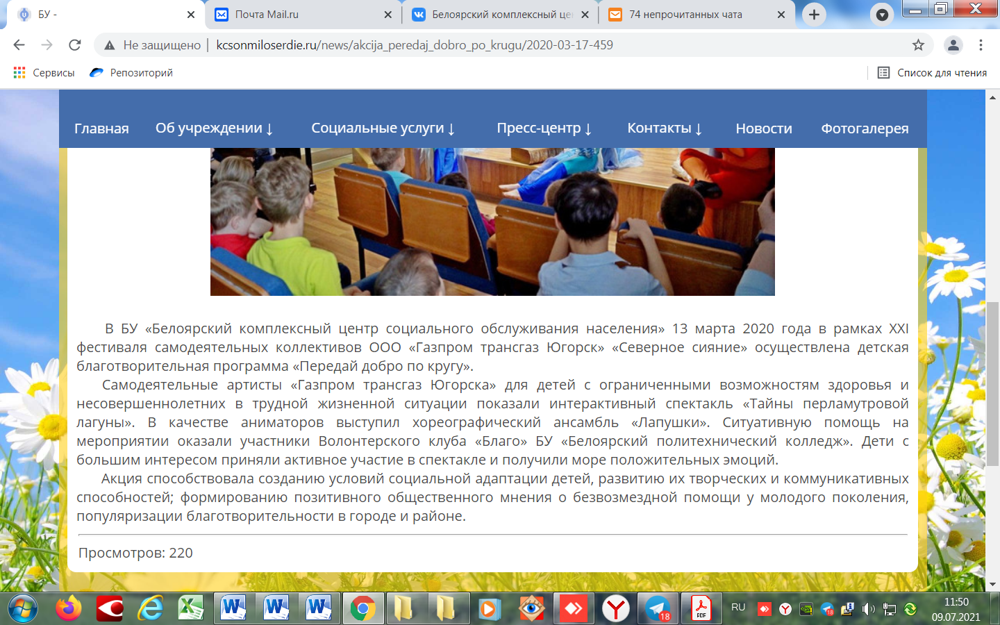 БУ -
Почта Mail.ru
Белоярский комплексный це
74 непрочитанных чата
Не защищено
kcsonmiloserdie.ru/news/akcija_peredaj_dobro_po_krugu/2020-03-17-459
Сервисы
Репозиторий
Список для чтения
Главная
Об учреждении ↓
Социальные услуги ↓
Пресс-центр ↓
Контакты ↓
Новости
Фотогалерея
В БУ «Белоярский комплексный центр социального обслуживания населения» 13 марта 2020 года в рамках XXI
фестиваля самодеятельных коллективов ООО «Газпром трансгаз Югорск» «Северное сияние» осуществлена детская
благотворительная программа «Передай добро по кругу».
Самодеятельные артисты «Газпром трансгаз Югорска» для детей с ограниченными возможностям здоровья и
несовершеннолетних в трудной жизненной ситуации показали интерактивный спектакль «Тайны перламутровой
лагуны». В качестве аниматоров выступил хореографический ансамбль «Лапушки». Ситуативную помощь на
мероприятии оказали участники Волонтерского клуба «Благо» БУ «Белоярский политехнический колледж». Дети с
большим интересом приняли активное участие в спектакле и получили море положительных эмоций.
Акция способствовала созданию условий социальной адаптации детей, развитию их творческих и коммуникативных
способностей; формированию позитивного общественного мнения о безвозмездной помощи у молодого поколения,
популяризации благотворительности в городе и районе.
Просмотров: 220
18
PDF
RU
18
11:50
09.07.2021